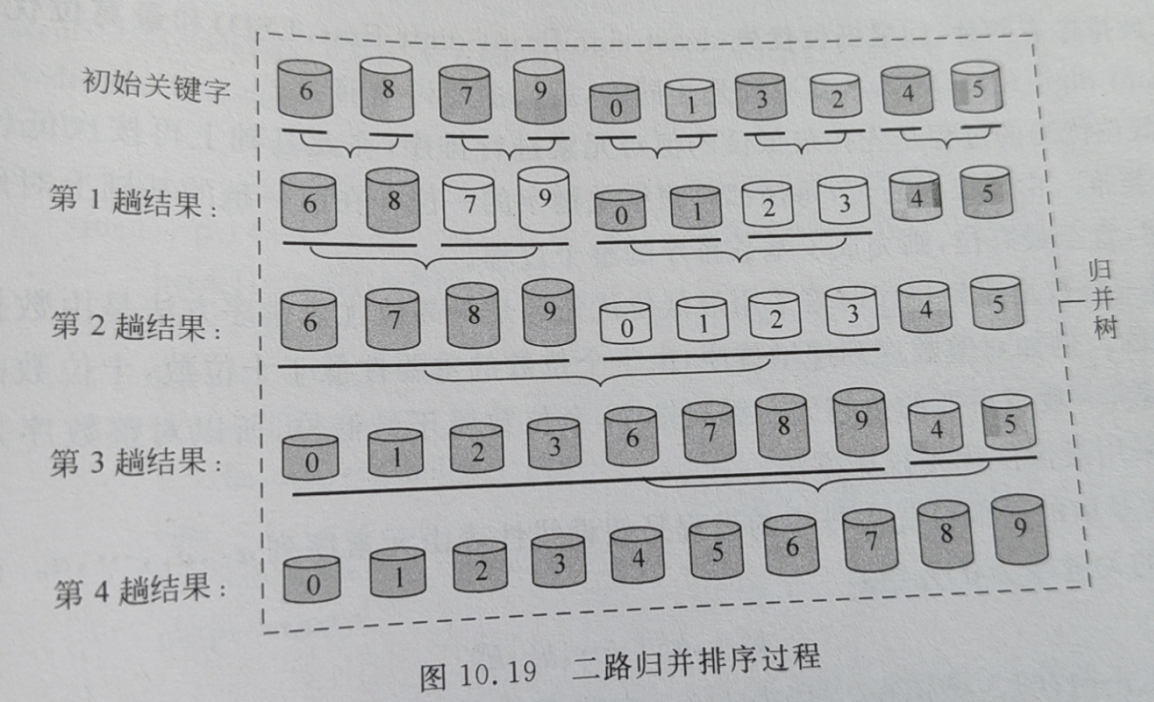 初始关键字 6 8 7 9 0 1 3 2 4 5
第1趟结果: 6 8 7 9 0 1 2 3 4 5
第2趟结果: 6 7 8 9 0 1 2 3 4 5
第3趟结果: 0 1 2 3 6 7 8 9 4 5
第4趟结果: 0 1 2 3 4 5 6 7 8 9
归并树
图 10.19 二路归并排序过程